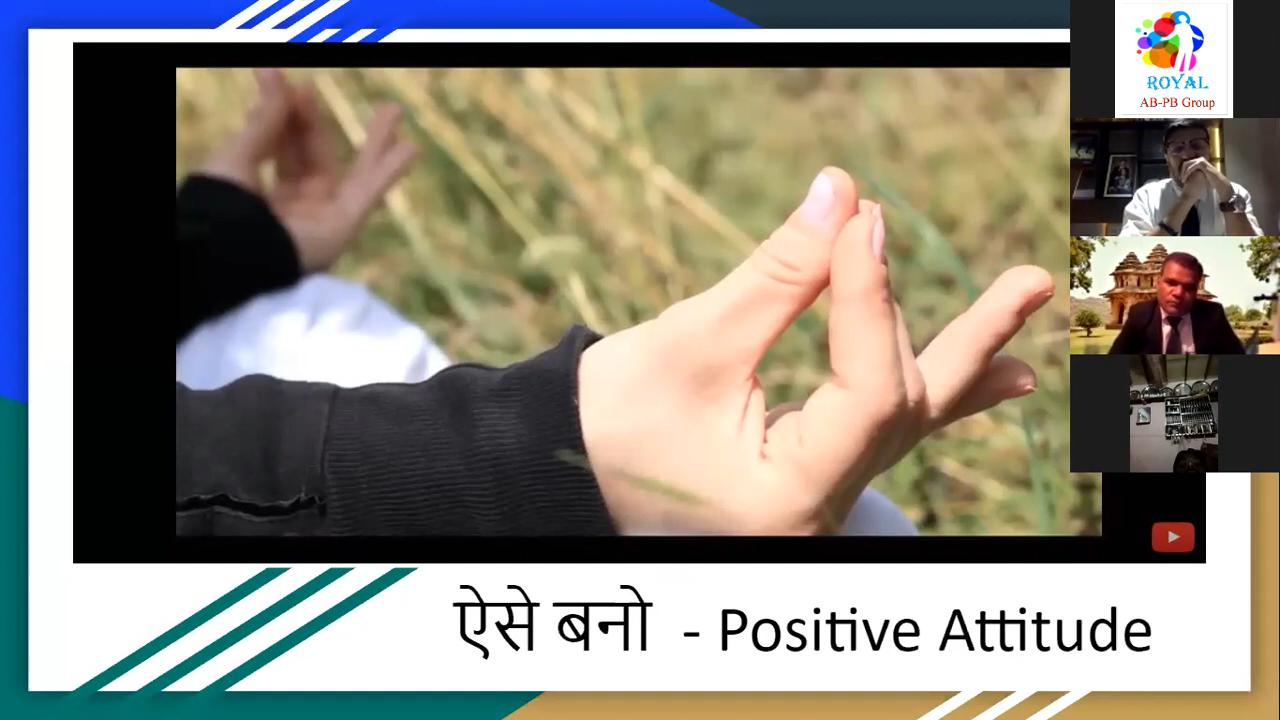 ROYAL
AB-PB Group
ऐसे बनो - Positive Attitude